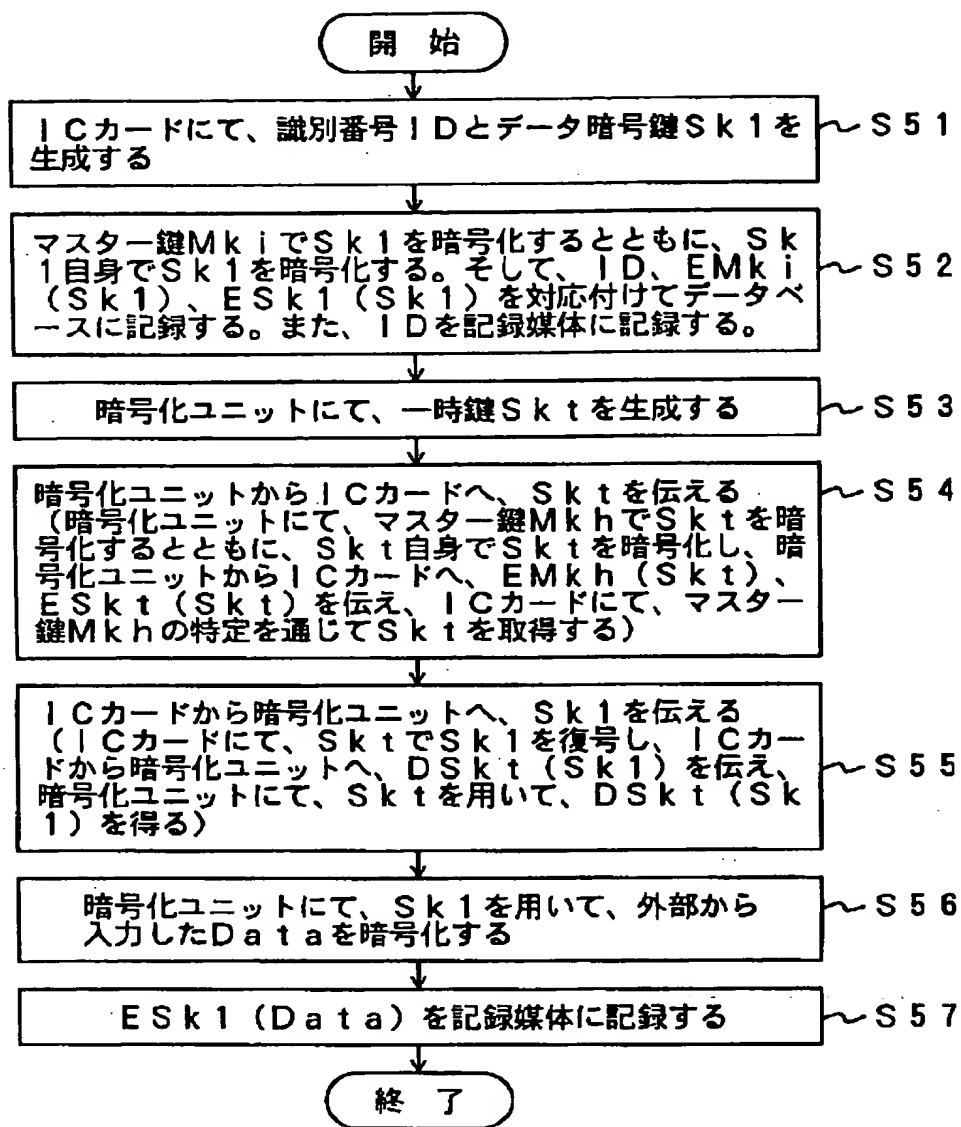 開 始
ICカードにて、識別番号IDとデータ暗号鍵Sk1を
生成する
S51
マスター鍵MkiでSk1を暗号化するとともに、Sk
1自身でSk1を暗号化する。そして、ID、EMki
(Sk1)、ESk1(Sk1)を対応付けてデータベ
ースに記録する。また、IDを記録媒体に記録する。
S52
暗号化ユニットにて、一時鍵Sktを生成する
S53
暗号化ユニットからICカードへ、Sktを伝える
(暗号化ユニットにて、マスター鍵MkhでSktを暗
号化するとともに、Skt自身でSktを暗号化し、暗
号化ユニットからICカードへ、EMkh(Skt)、
ESkt(Skt)を伝え、ICカードにて、マスター
鍵Mkhの特定を通じてSktを取得する)
S54
ICカードから暗号化ユニットへ、Sk1を伝える
(ICカードにて、SktでSk1を復号し、ICカー
ドから暗号化ユニットへ、DSkt(Sk1)を伝え、
暗号化ユニットにて、Sktを用いて、DSkt(Sk
1)を得る)
S55
暗号化ユニットにて、Sk1を用いて、外部から
入力したDataを暗号化する
S56
ESk1(Data)を記録媒体に記録する
S57
終 了